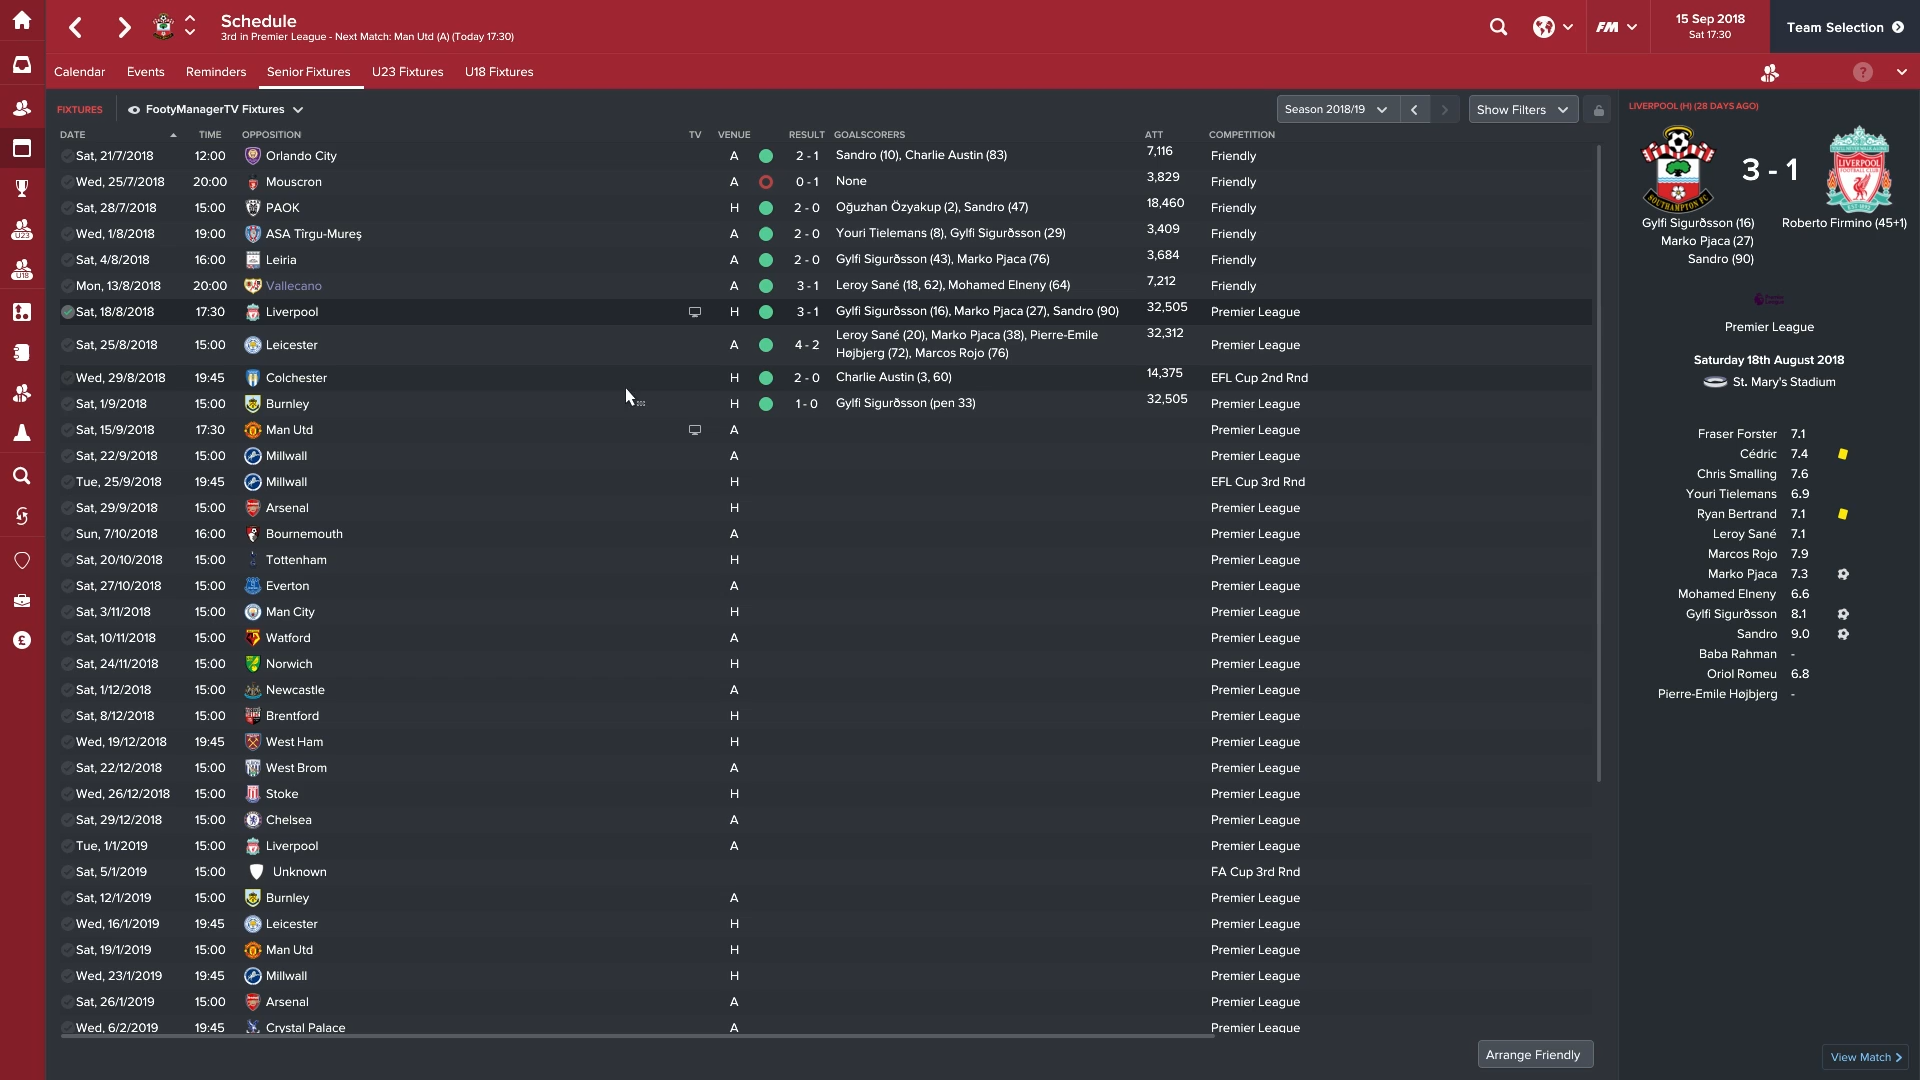 Schedule
3rd in Premier League - Next Match: Man Utd (A) (Today 17:30)
FM
15 Sep 2018
Sat 17:30
Team Selection
Calendar Events Reminders Senior Fixtures U23 Fixtures U18 Fixtures
?
FIXTURES FootyManagerTV Fixtures Season 2018/19 Show Filters
DATE TIME OPPOSITION TV VENUE RESULT GOALSCORERS ATT COMPETITION
Sat, 21/7/2018 12:00 Orlando City A 2 - 1 Sandro (10), Charlie Austin (83) 7,116 Friendly
Wed, 25/7/2018 20:00 Mouscron A 0 - 1 None 3,829 Friendly
Sat, 28/7/2018 15:00 PAOK H 2 - 0 Oğuzhan Özyakup (2), Sandro (47) 18,460 Friendly
Wed, 1/8/2018 19:00 ASA Tîrgu-Mureş A 2 - 0 Youri Tielemans (8), Gylfi Sigurðsson (29) 3,409 Friendly
Sat, 4/8/2018 16:00 Leiria A 2 - 0 Gylfi Sigurðsson (43), Marko Pjaca (76) 3,684 Friendly
Mon, 13/8/2018 20:00 Vallecano A 3 - 1 Leroy Sané (18, 62), Mohamed Elneny (64) 7,212 Friendly
Sat, 18/8/2018 17:30 Liverpool H 3 - 1 Gylfi Sigurðsson (16), Marko Pjaca (27), Sandro (90) 32,505 Premier League
Sat, 25/8/2018 15:00 Leicester A 4 - 2 Leroy Sané (20), Marko Pjaca (38), Pierre-Emile 32,312 Premier League
Højbjerg (72), Marcos Rojo (76)
Wed, 29/8/2018 19:45 Colchester H 2 - 0 Charlie Austin (3, 60) 14,375 EFL Cup 2nd Rnd
Sat, 1/9/2018 15:00 Burnley H 1 - 0 Gylfi Sigurðsson (pen 33) 32,505 Premier League
Sat, 15/9/2018 17:30 Man Utd A Premier League
Sat, 22/9/2018 15:00 Millwall A Premier League
Tue, 25/9/2018 19:45 Millwall H EFL Cup 3rd Rnd
Sat, 29/9/2018 15:00 Arsenal H Premier League
Sun, 7/10/2018 16:00 Bournemouth A Premier League
Sat, 20/10/2018 15:00 Tottenham H Premier League
Sat, 27/10/2018 15:00 Everton A Premier League
Sat, 3/11/2018 15:00 Man City H Premier League
Sat, 10/11/2018 15:00 Watford A Premier League
Sat, 24/11/2018 15:00 Norwich H Premier League
Sat, 1/12/2018 15:00 Newcastle A Premier League
Sat, 8/12/2018 15:00 Brentford H Premier League
Wed, 19/12/2018 19:45 West Ham H Premier League
Sat, 22/12/2018 15:00 West Brom A Premier League
Wed, 26/12/2018 15:00 Stoke H Premier League
Sat, 29/12/2018 15:00 Chelsea A Premier League
Tue, 1/1/2019 15:00 Liverpool A Premier League
Sat, 5/1/2019 15:00 Unknown FA Cup 3rd Rnd
Sat, 12/1/2019 15:00 Burnley A Premier League
Wed, 16/1/2019 19:45 Leicester H Premier League
Sat, 19/1/2019 15:00 Man Utd H Premier League
Wed, 23/1/2019 19:45 Millwall H Premier League
Sat, 26/1/2019 15:00 Arsenal A Premier League
Wed, 6/2/2019 19:45 Crystal Palace A Premier League
Arrange Friendly
LIVERPOOL (H) (28 DAYS AGO)
3 - 1
Gylfi Sigurðsson (16) Roberto Firmino (45+1)
Marko Pjaca (27)
Sandro (90)
Premier League
Saturday 18th August 2018
St. Mary's Stadium
Fraser Forster 7.1
Cédric 7.4
Chris Smalling 7.6
Youri Tielemans 6.9
Ryan Bertrand 7.1
Leroy Sané 7.1
Marcos Rojo 7.9
Marko Pjaca 7.3
Mohamed Elneny 6.6
Gylfi Sigurðsson 8.1
Sandro 9.0
Baba Rahman -
Oriol Romeu 6.8
Pierre-Emile Højbjerg -
View Match
U23
U18
£